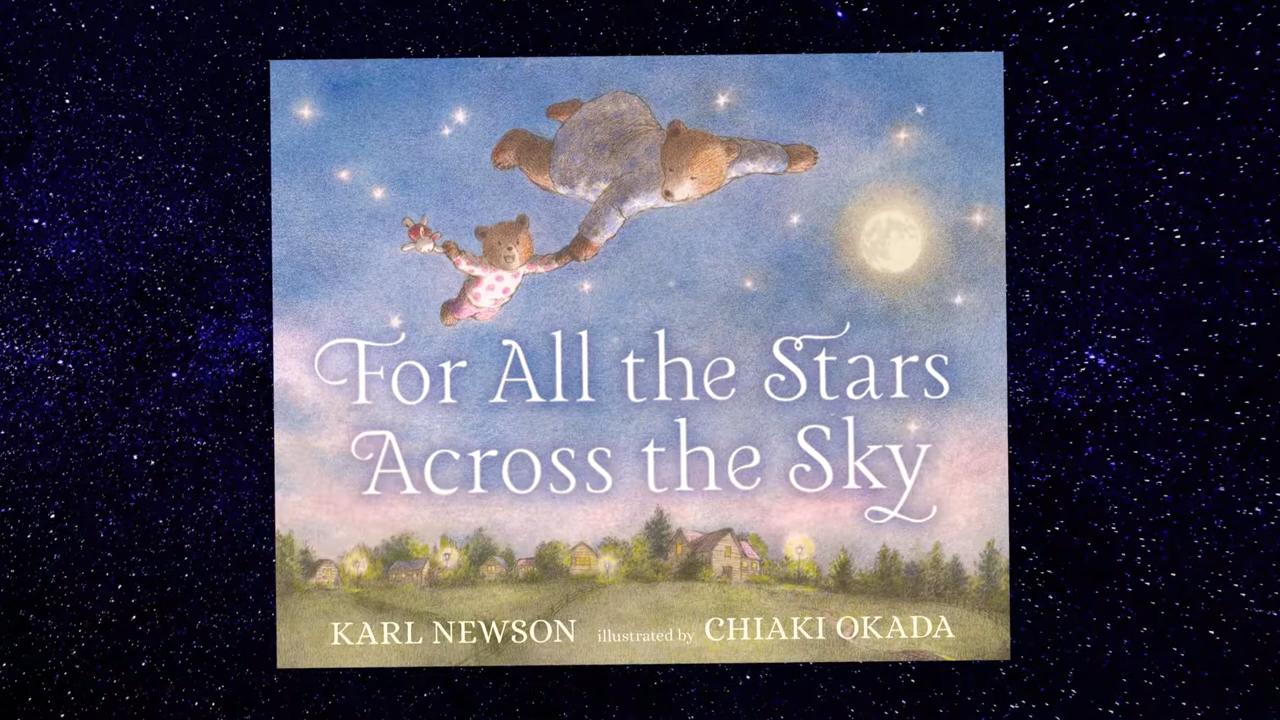 For All the Stars
Across the Sky
KARL NEWSON illustrated by CHIAKI OKADA